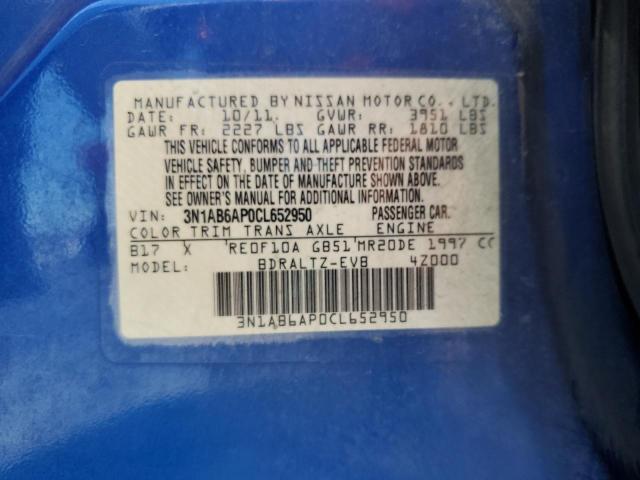 MANUFACTURED BY NISSAN MOTOR CO., LTD.
DATE: 10/11 GVWR: 3951 LBS
GAWR FR: 2227 LBS GAWR RR: 1810 LBS
THIS VEHICLE CONFORMS TO ALL APPLICABLE FEDERAL MOTOR
VEHICLE SAFETY, BUMPER AND THEFT PREVENTION STANDARDS
IN EFFECT ON THE DATE OF MANUFACTURE SHOWN ABOVE.
SEE OWNER'S MANUAL FOR ADDITIONAL INFORMATION.
VIN: 3N1AB6AP0CL652950 PASSENGER CAR.
COLOR TRIM TRANS AXLE ENGINE
B17 X RE0F10A GB51 MR20DE 1997 CC
MODEL: BDRALTZ-EVB 4Z000
3N1AB6AP0CL652950